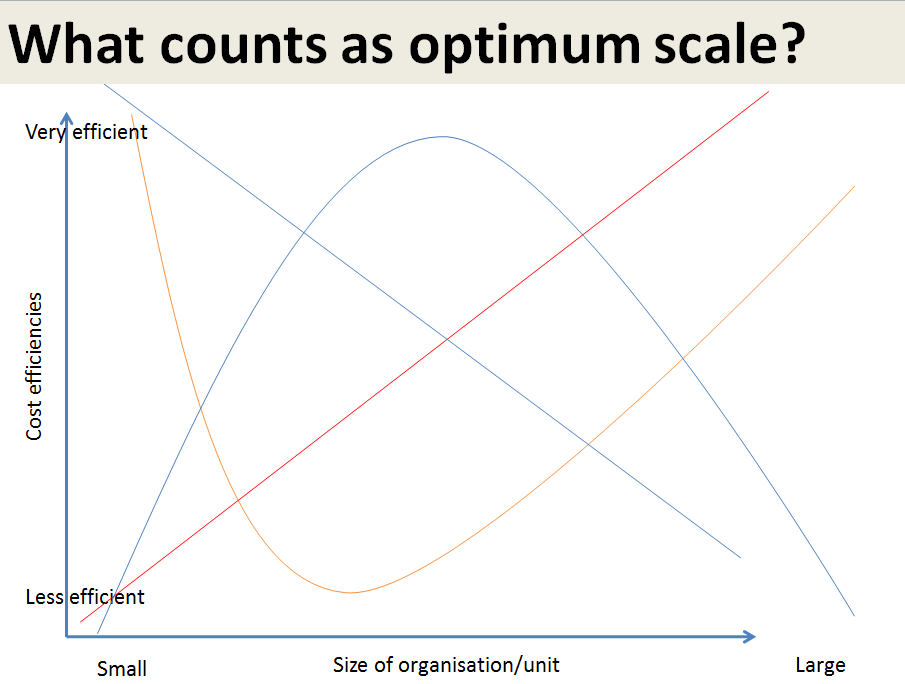 What counts as optimum scale?
Very efficient
Cost efficiencies
Less efficient
Small
Size of organisation/unit
Large